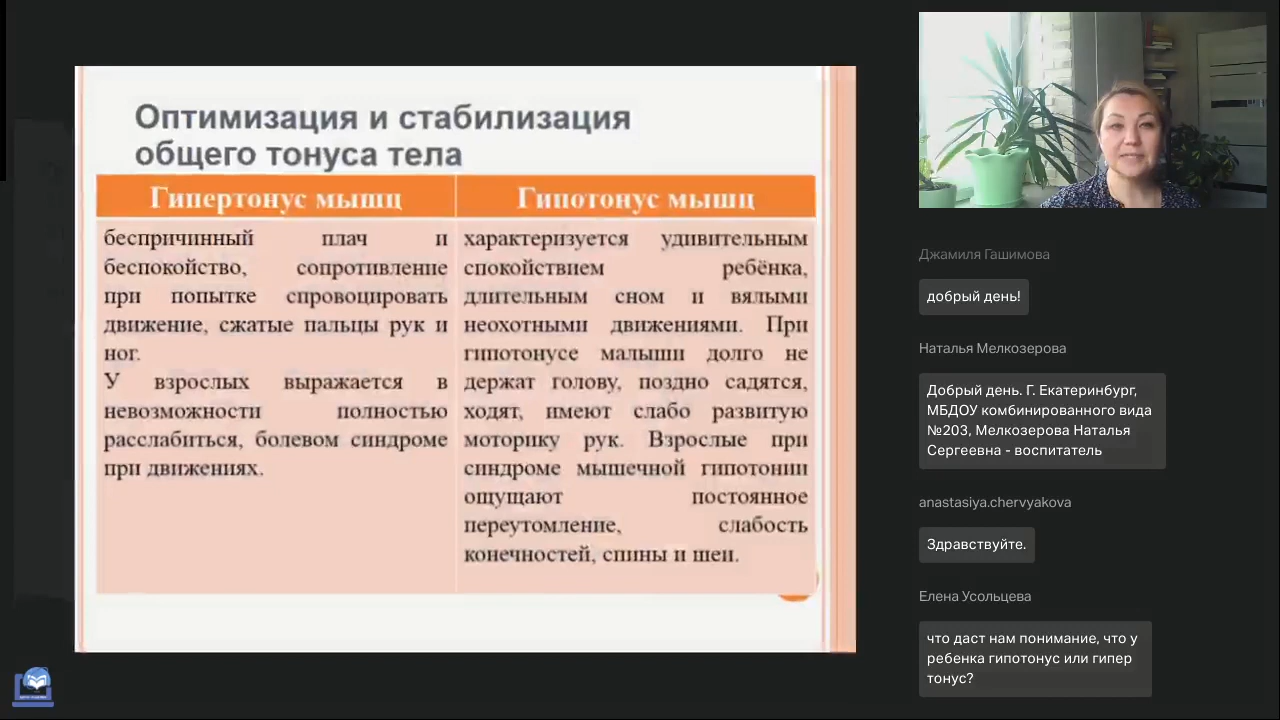 Оптимизация и стабилизация
общего тонуса тела
Гипертонус мышц
беспричинный плач и
беспокойство, сопротивление
при попытке спровоцировать
движение, сжатые пальцы рук и
ног.
У взрослых выражается в
невозможности полностью
расслабиться, болевом синдроме
при движениях.
Гипотонус мышц
характеризуется удивительным
спокойствием ребёнка,
длительным сном и вялыми
неохотными движениями. При
гипотонусе малыши долго не
держат голову, поздно садятся,
ходят, имеют слабо развитую
моторику рук. Взрослые при
синдроме мышечной гипотонии
ощущают постоянное
переутомление, слабость
конечностей, спины и шеи.
Джамиля Гашимова
добрый день!
Наталья Мелкозерова
Добрый день. Г. Екатеринбург,
МБДОУ комбинированного вида
№203, Мелкозерова Наталья
Сергеевна - воспитатель
anastasiya.chervyakova
Здравствуйте.
Елена Усольцева
что даст нам понимание, что у
ребенка гипотонус или гипер
тонус?